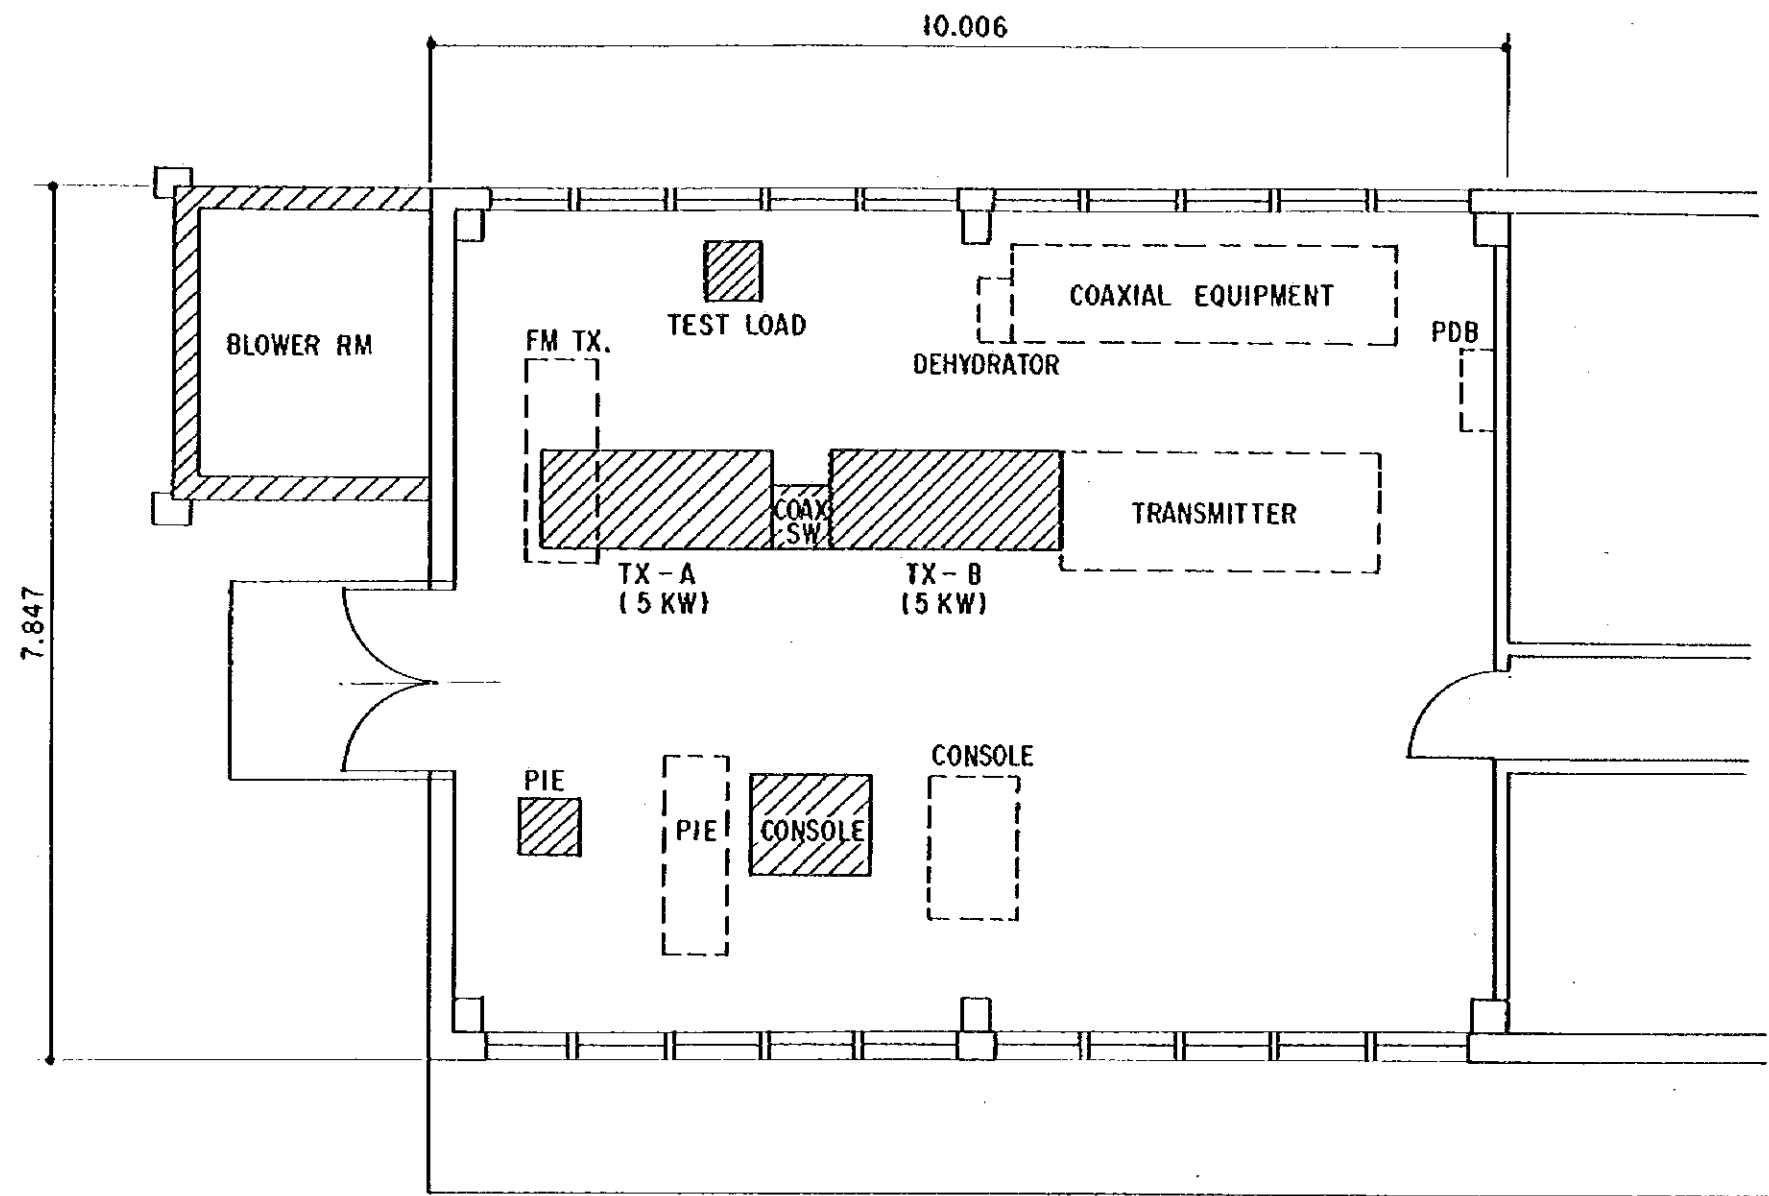 10.006
7.847
BLOWER RM
TEST LOAD
FM TX.
COAXIAL EQUIPMENT
DEHYDRATOR
PDB
COAX
SW
TRANSMITTER
TX-A
(5 KW)
TX-B
(5 KW)
PIE
PIE
CONSOLE
CONSOLE